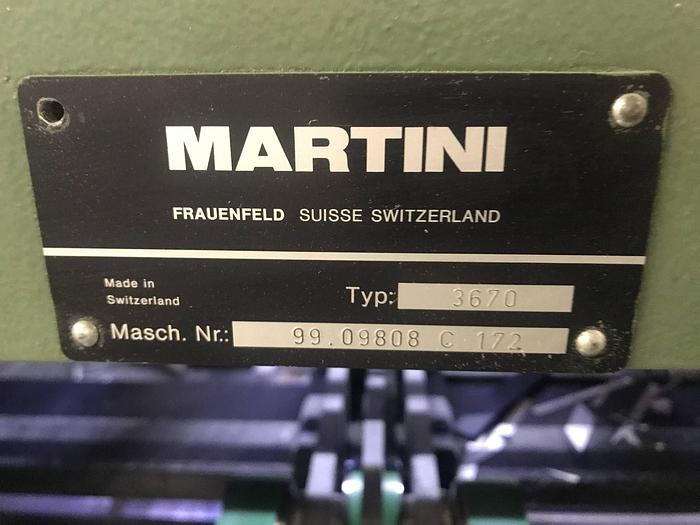 MARTINI
FRAUENFELD SUISSE SWITZERLAND
Made in
Switzerland
Typ: 3670
Masch. Nr.: 99.09808 C 172